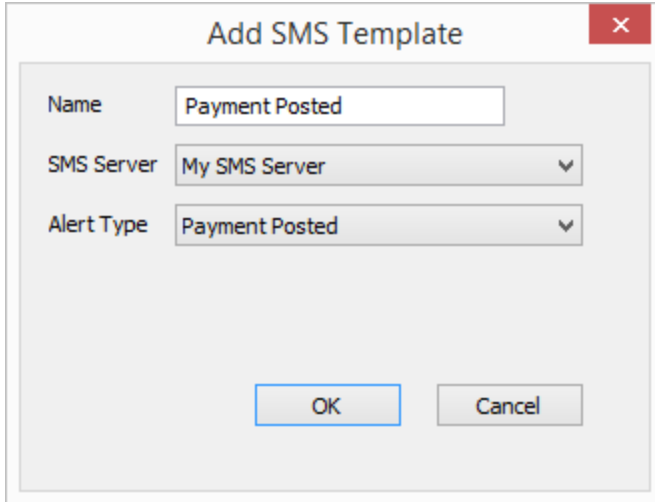 Add SMS Template
Name Payment Posted
SMS Server My SMS Server
Alert Type Payment Posted
OK Cancel